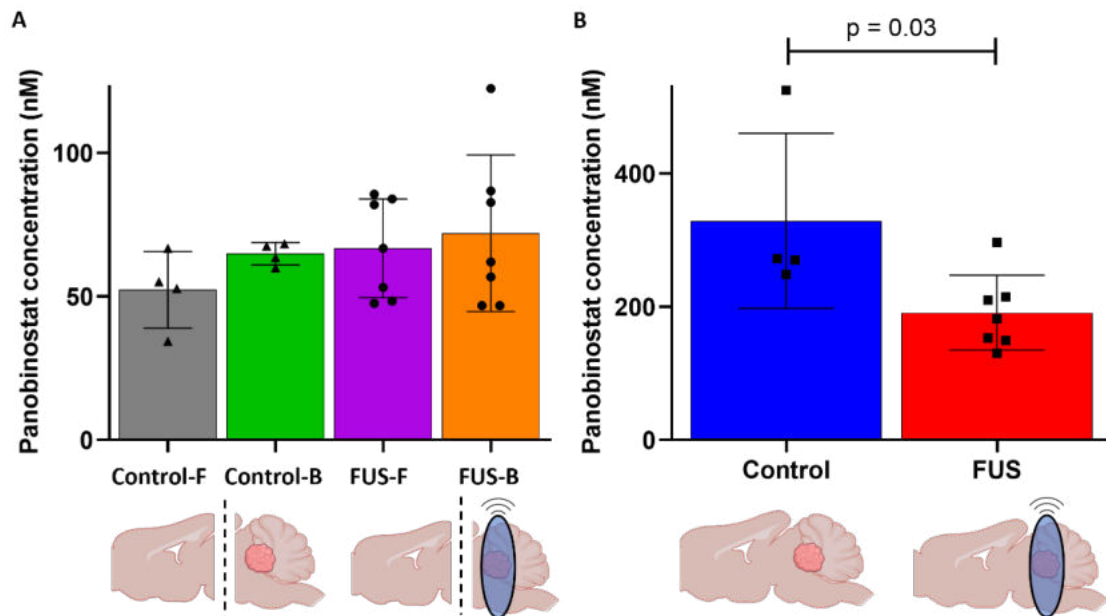 A
Panobinostat concentration (nM)
100
50
0
Control-F Control-B FUS-F FUS-B
B
p = 0.03
Panobinostat concentration (nM)
400
200
0
Control FUS